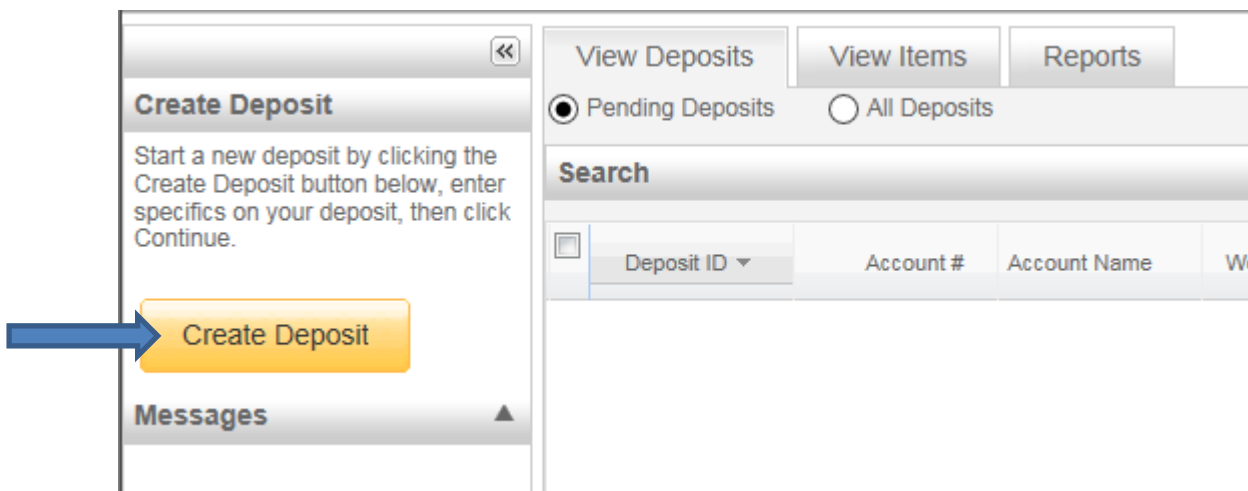 View Deposits View Items Reports
Create Deposit
Pending Deposits All Deposits
Start a new deposit by clicking the
Create Deposit button below, enter
specifics on your deposit, then click
Continue.
Search
Deposit ID Account # Account Name
Create Deposit
Messages